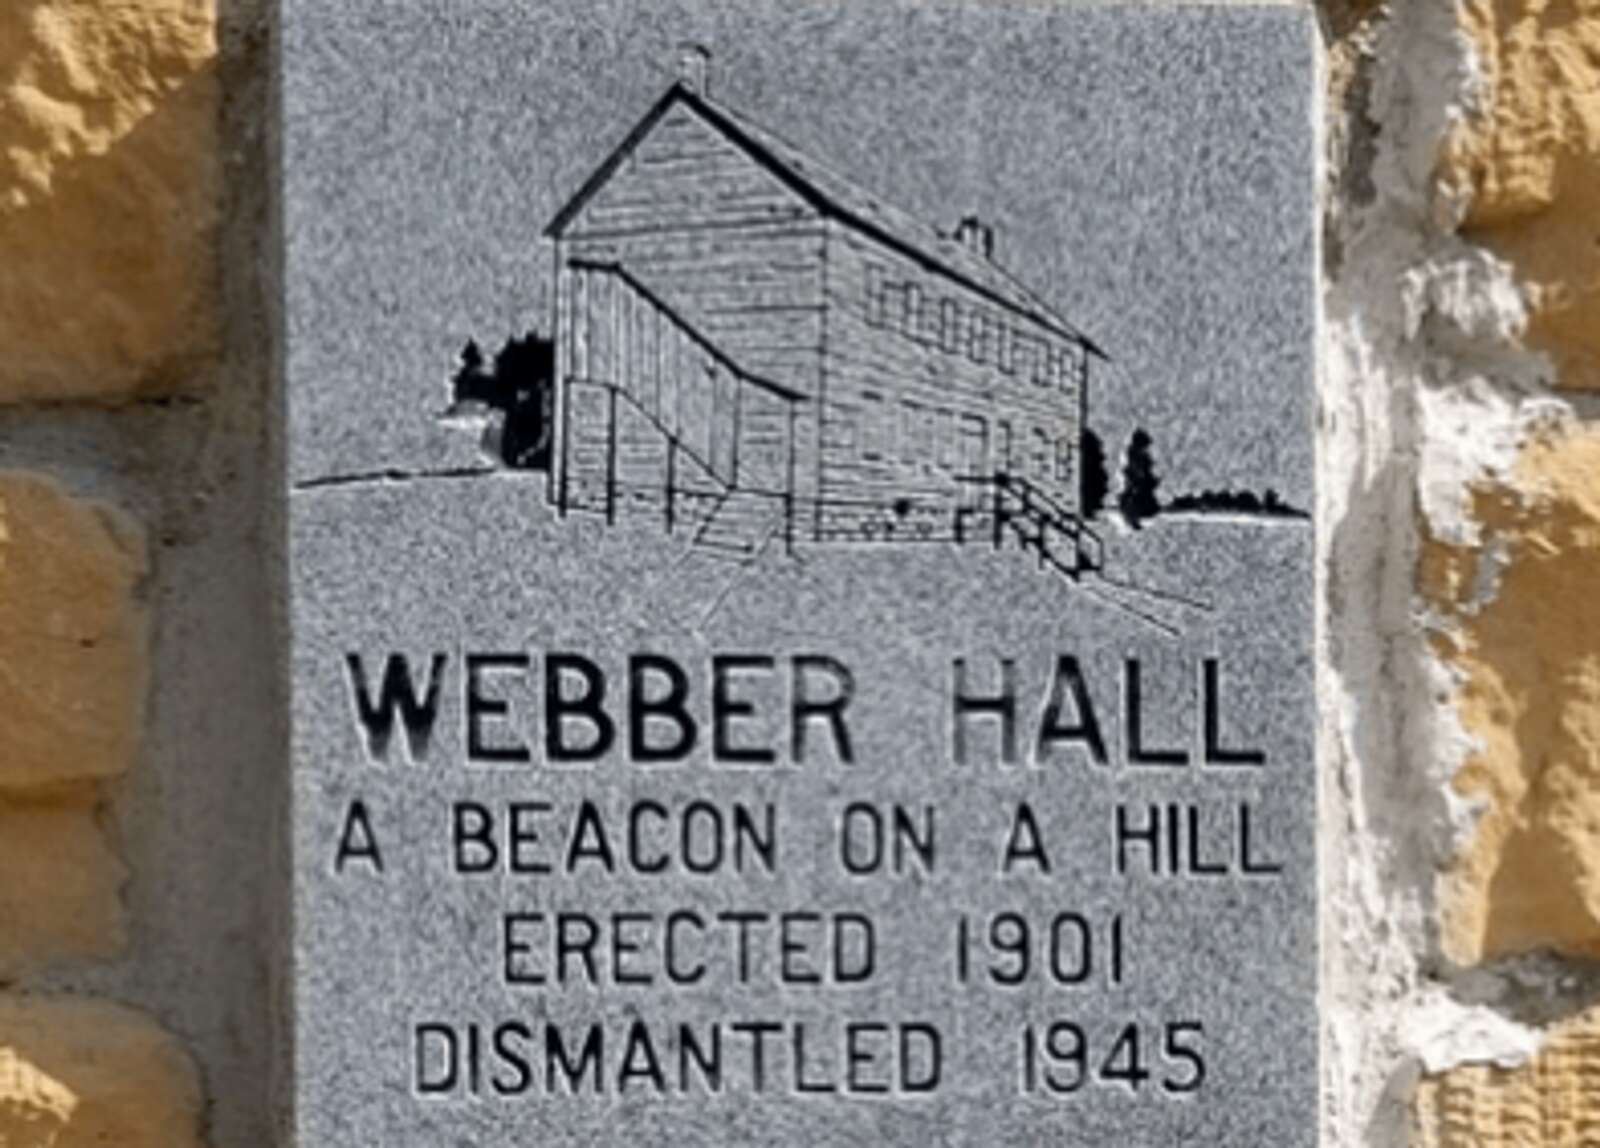 WEBBER HALL
A BEACON ON A HILL
ERECTED 1901
DISMANTLED 1945